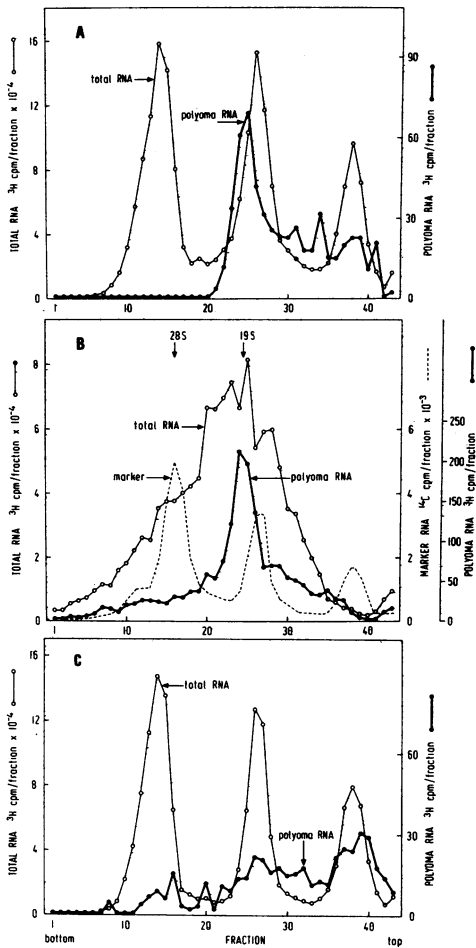 A
TOTAL RNA ³H cpm/fraction x 10⁻⁴
16
12
8
4
0
total RNA
polyoma RNA
90
60
30
0
POLYOMA RNA ³H cpm/fraction
1
10
20
30
40
B
28S
19S
TOTAL RNA ³H cpm/fraction x 10⁻⁴
8
6
4
2
0
total RNA
marker
polyoma RNA
6
4
2
0
MARKER RNA ¹⁴C cpm/fraction x 10⁻³
250
200
150
100
50
0
POLYOMA RNA ³H cpm/fraction
1
10
20
30
40
C
TOTAL RNA ³H cpm/fraction x 10⁻⁴
16
12
8
4
0
total RNA
polyoma RNA
60
30
0
POLYOMA RNA ³H cpm/fraction
1
10
20
30
40
bottom
FRACTION
top